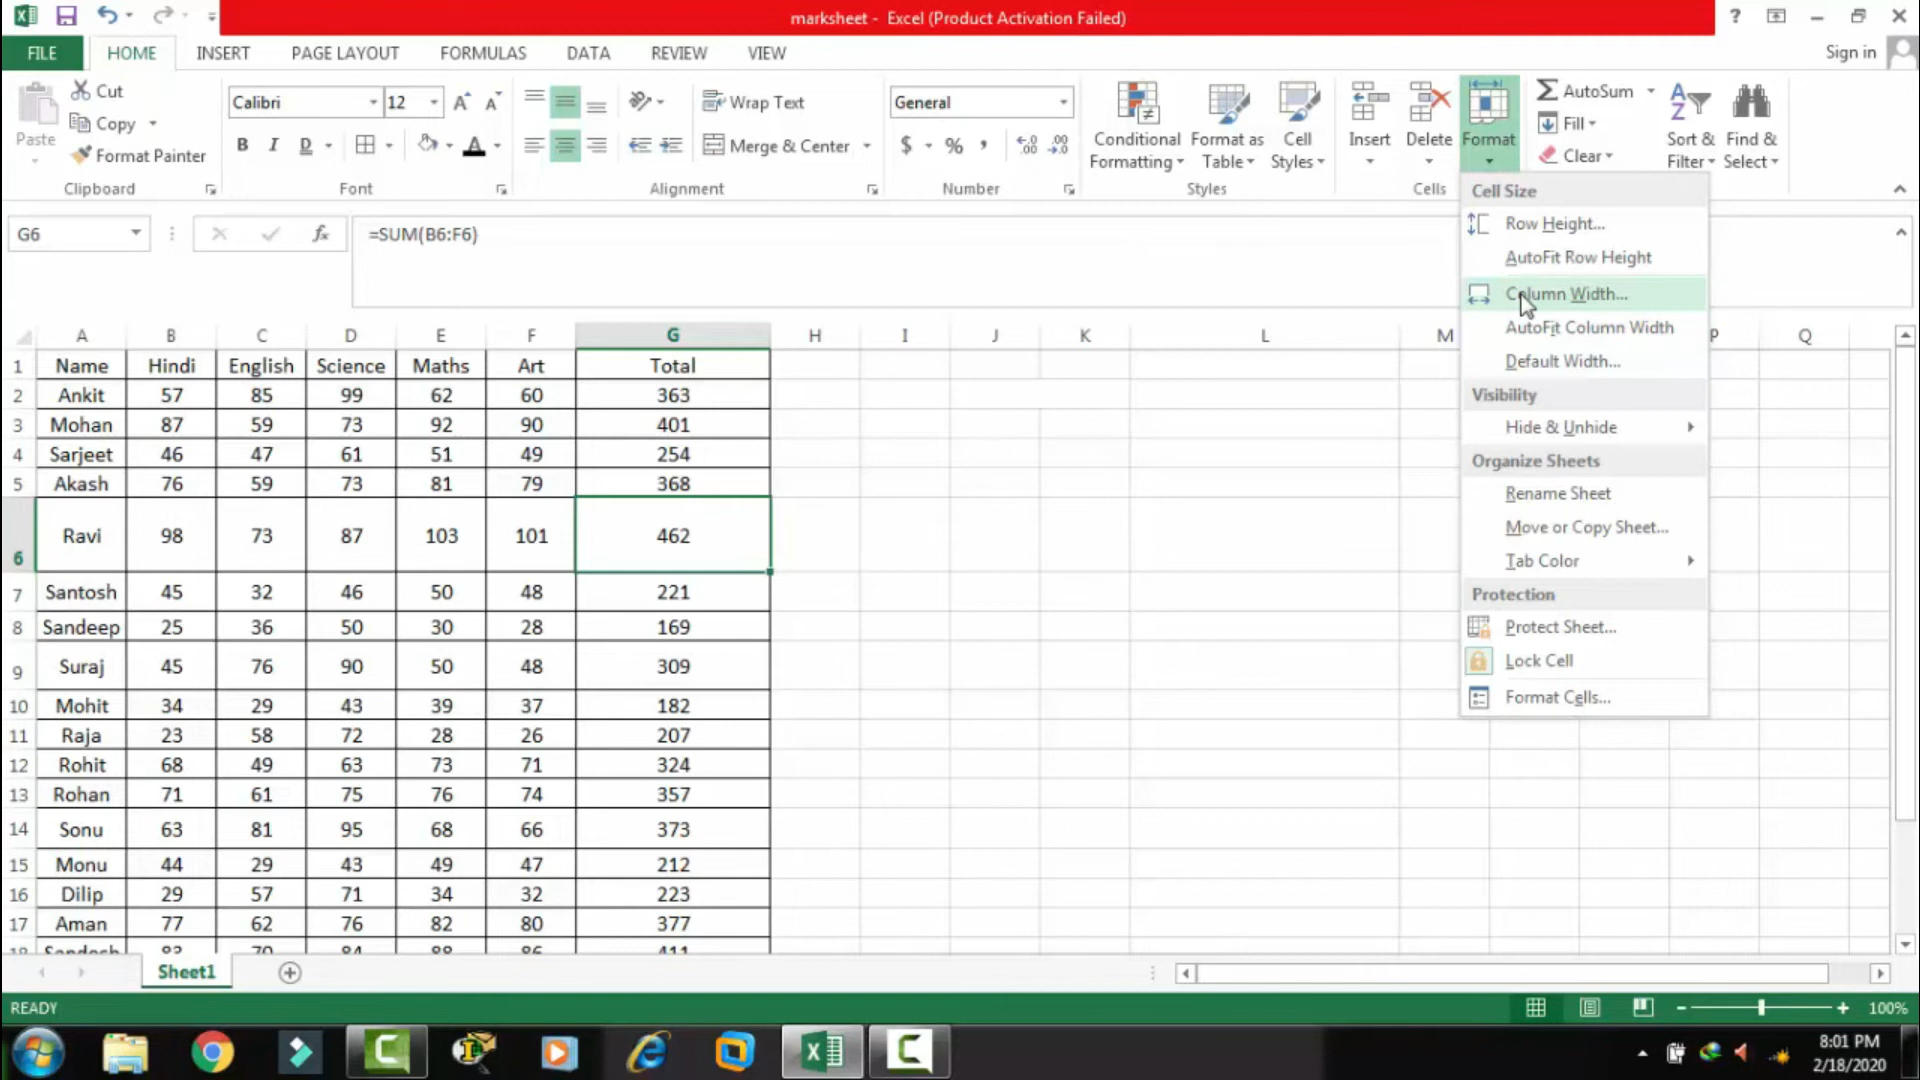 marksheet - Excel (Product Activation Failed)
FILE HOME INSERT PAGE LAYOUT FORMULAS DATA REVIEW VIEW Sign in
Paste Cut Copy Format Painter Clipboard
Calibri 12 B I D Font
Wrap Text Merge & Center Alignment
General $ % , Number
Conditional Formatting Format as Table Cell Styles Styles
Insert Delete Format Cells
AutoSum Fill Clear Sort & Filter Find & Select
G6 fx =SUM(B6:F6)
Cell Size
Row Height...
AutoFit Row Height
Column Width...
AutoFit Column Width
Default Width...
Visibility
Hide & Unhide
Organize Sheets
Rename Sheet
Move or Copy Sheet...
Tab Color
Protection
Protect Sheet...
Lock Cell
Format Cells...
A B C D E F G H I J K L M P Q
1 Name Hindi English Science Maths Art Total
2 Ankit 57 85 99 62 60 363
3 Mohan 87 59 73 92 90 401
4 Sarjeet 46 47 61 51 49 254
5 Akash 76 59 73 81 79 368
6 Ravi 98 73 87 103 101 462
7 Santosh 45 32 46 50 48 221
8 Sandeep 25 36 50 30 28 169
9 Suraj 45 76 90 50 48 309
10 Mohit 34 29 43 39 37 182
11 Raja 23 58 72 28 26 207
12 Rohit 68 49 63 73 71 324
13 Rohan 71 61 75 76 74 357
14 Sonu 63 81 95 68 66 373
15 Monu 44 29 43 49 47 212
16 Dilip 29 57 71 34 32 223
17 Aman 77 62 76 82 80 377
18 70 84 88 86 411
Sheet1
READY 100%
8:01 PM
2/18/2020